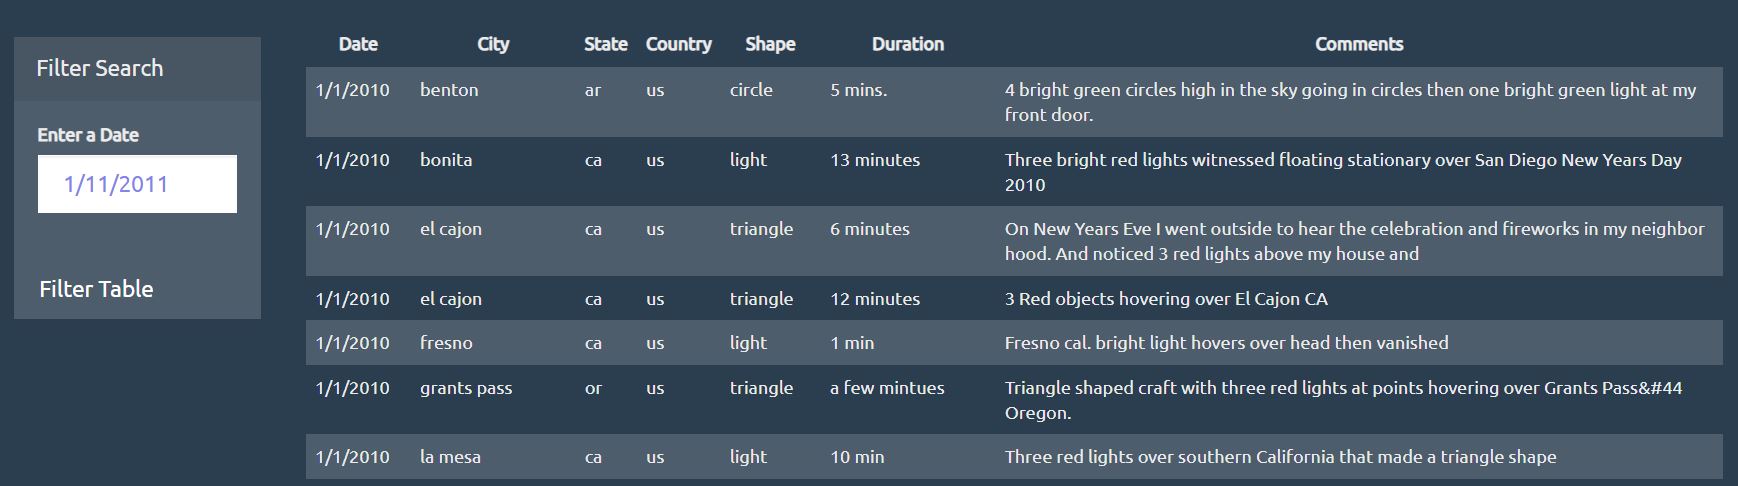 Filter Search
Enter a Date
1/11/2011
Filter Table
Date City State Country Shape Duration Comments
1/1/2010 benton ar us circle 5 mins. 4 bright green circles high in the sky going in circles then one bright green light at my
front door.
1/1/2010 bonita ca us light 13 minutes Three bright red lights witnessed floating stationary over San Diego New Years Day
2010
1/1/2010 el cajon ca us triangle 6 minutes On New Years Eve I went outside to hear the celebration and fireworks in my neighbor
hood. And noticed 3 red lights above my house and
1/1/2010 el cajon ca us triangle 12 minutes 3 Red objects hovering over El Cajon CA
1/1/2010 fresno ca us light 1 min Fresno cal. bright light hovers over head then vanished
1/1/2010 grants pass or us triangle a few mintues Triangle shaped craft with three red lights at points hovering over Grants Pass&#44
Oregon.
1/1/2010 la mesa ca us light 10 min Three red lights over southern California that made a triangle shape